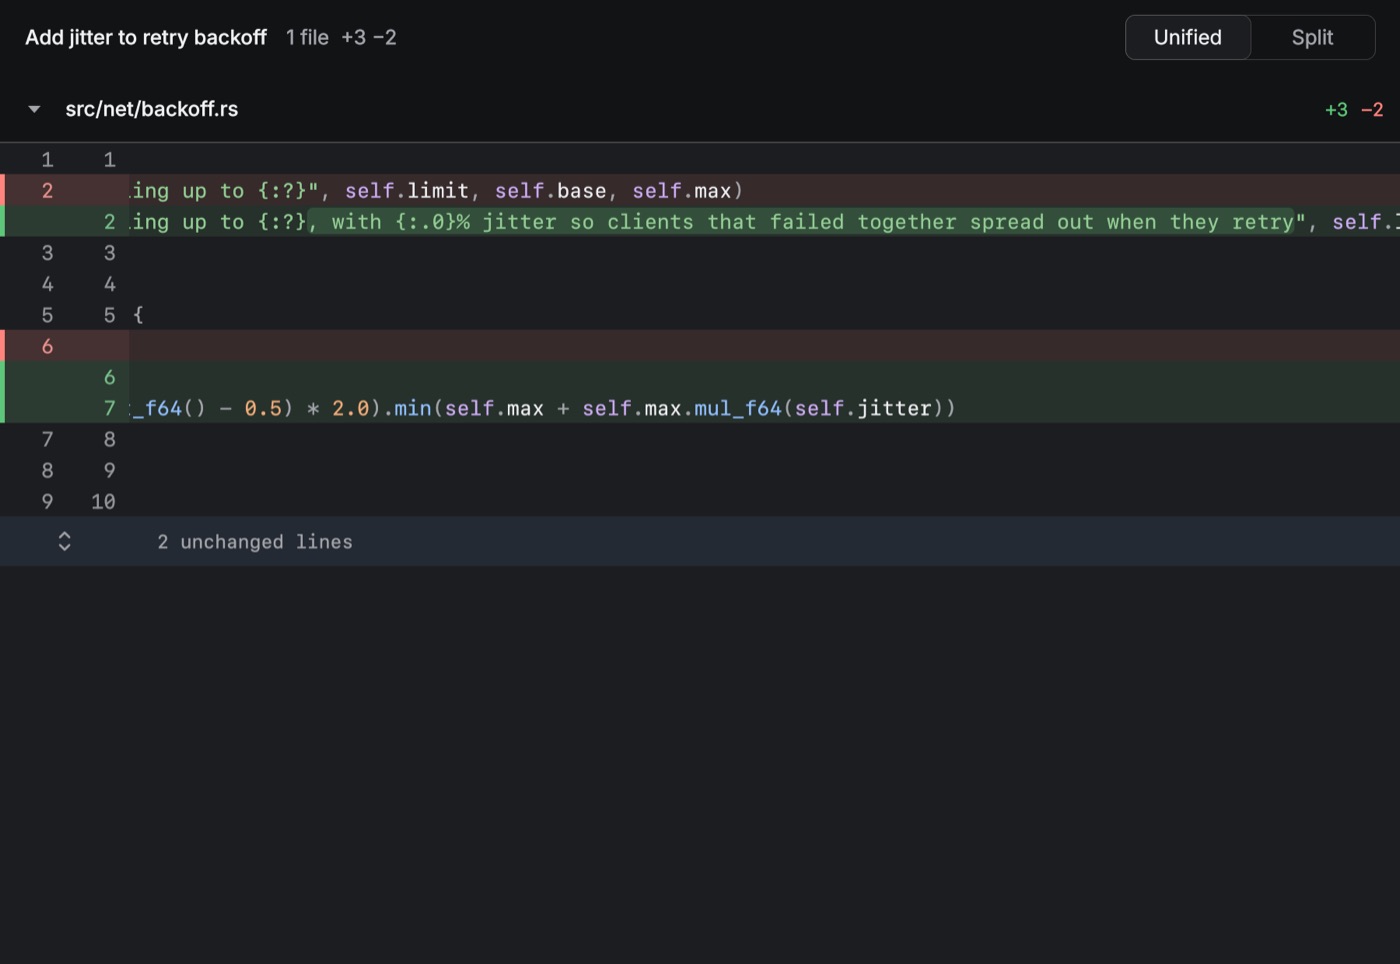 Add jitter to retry backoff 1 file +3 −2 Unified Split
src/net/backoff.rs +3 −2
1 1
2 ing up to {:?}", self.limit, self.base, self.max)
2 ing up to {:?}, with {:.0}% jitter so clients that failed together spread out when they retry", self.
3 3
4 4
5 5 {
6
6
7 _f64() - 0.5) * 2.0).min(self.max + self.max.mul_f64(self.jitter))
7 8
8 9
9 10
2 unchanged lines